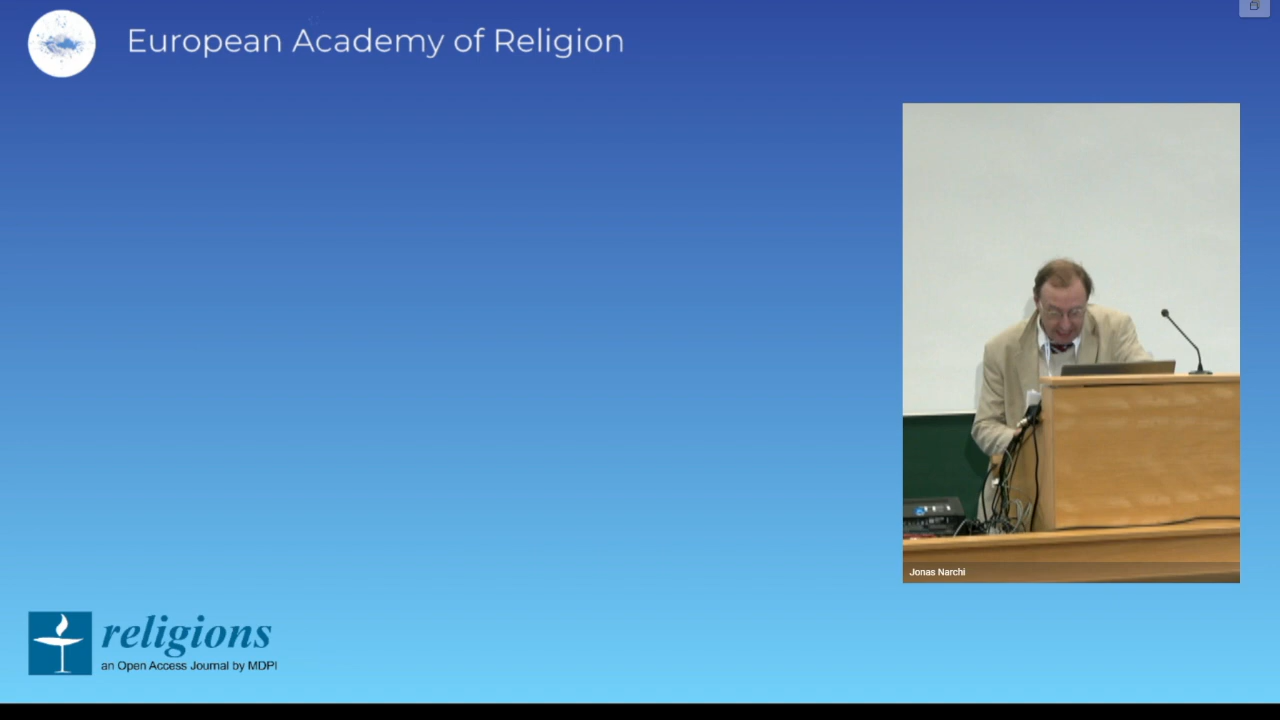 European Academy of Religion
Jonas Narchi
religions
an Open Access Journal by MDPI